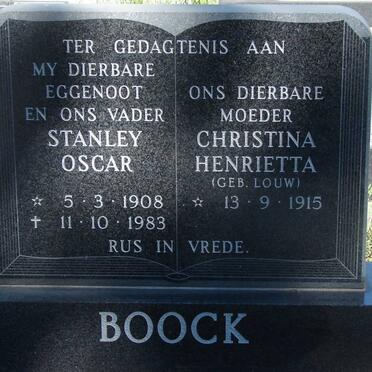 TER GEDAGTENIS AAN
MY DIERBARE
EGGENOOT
EN ONS VADER
STANLEY
OSCAR
☆ 5·3·1908
✝ 11·10·1983
ONS DIERBARE
MOEDER
CHRISTINA
HENRIETTA
(GEB. LOUW)
☆ 13·9·1915
RUS IN VREDE.
BOOCK